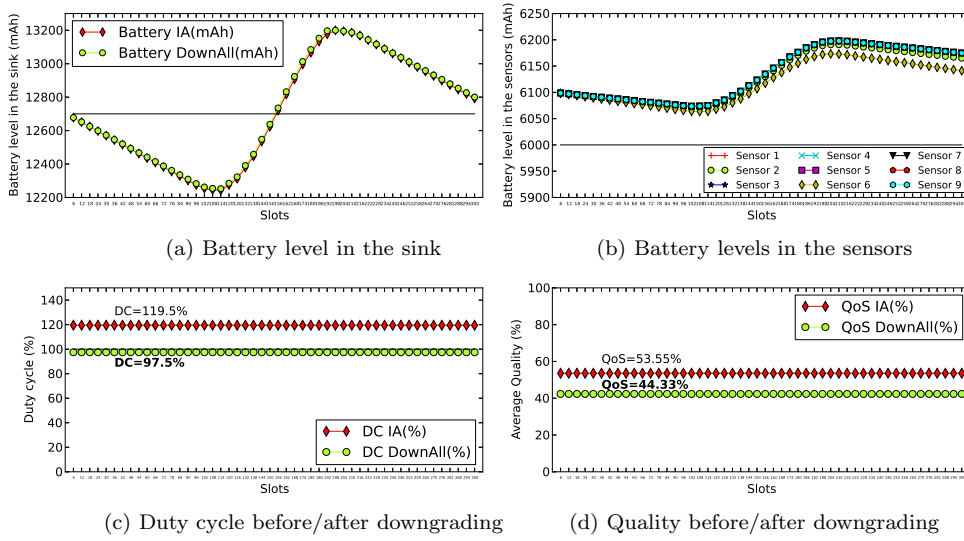 Battery level in the sink (mAh)
13200
13000
12800
12600
12400
12200
Battery IA(mAh)
Battery DownAll(mAh)
Slots
(a) Battery level in the sink
Battery level in the sensors (mAh)
6250
6200
6150
6100
6050
6000
5950
5900
Sensor 1
Sensor 4
Sensor 7
Sensor 2
Sensor 5
Sensor 8
Sensor 3
Sensor 6
Sensor 9
Slots
(b) Battery levels in the sensors
Duty cycle (%)
140
120
100
80
60
40
20
0
DC=119.5%
DC=97.5%
DC IA(%)
DC DownAll(%)
Slots
(c) Duty cycle before/after downgrading
Average Quality (%)
100
80
60
40
20
0
QoS IA(%)
QoS DownAll(%)
QoS=53.55%
QoS=44.33%
Slots
(d) Quality before/after downgrading